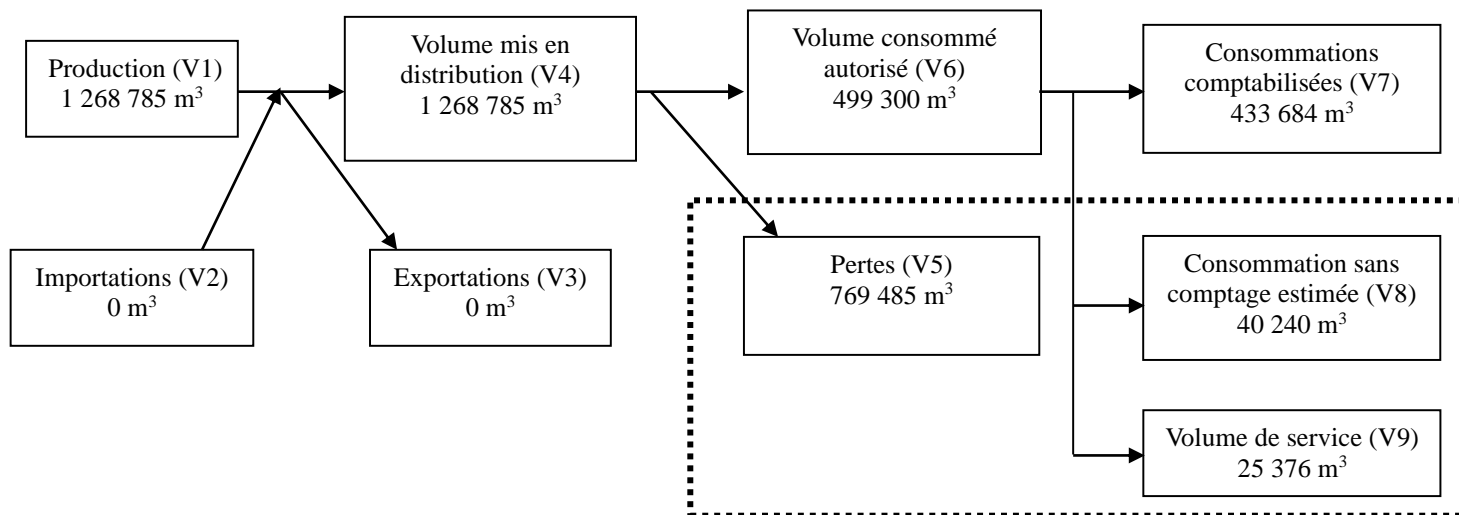 Production (V1)
1 268 785 m³
Volume mis en
distribution (V4)
1 268 785 m³
Volume consommé
autorisé (V6)
499 300 m³
Consommations
comptabilisées (V7)
433 684 m³
Importations (V2)
0 m³
Exportations (V3)
0 m³
Pertes (V5)
769 485 m³
Consommation sans
comptage estimée (V8)
40 240 m³
Volume de service (V9)
25 376 m³